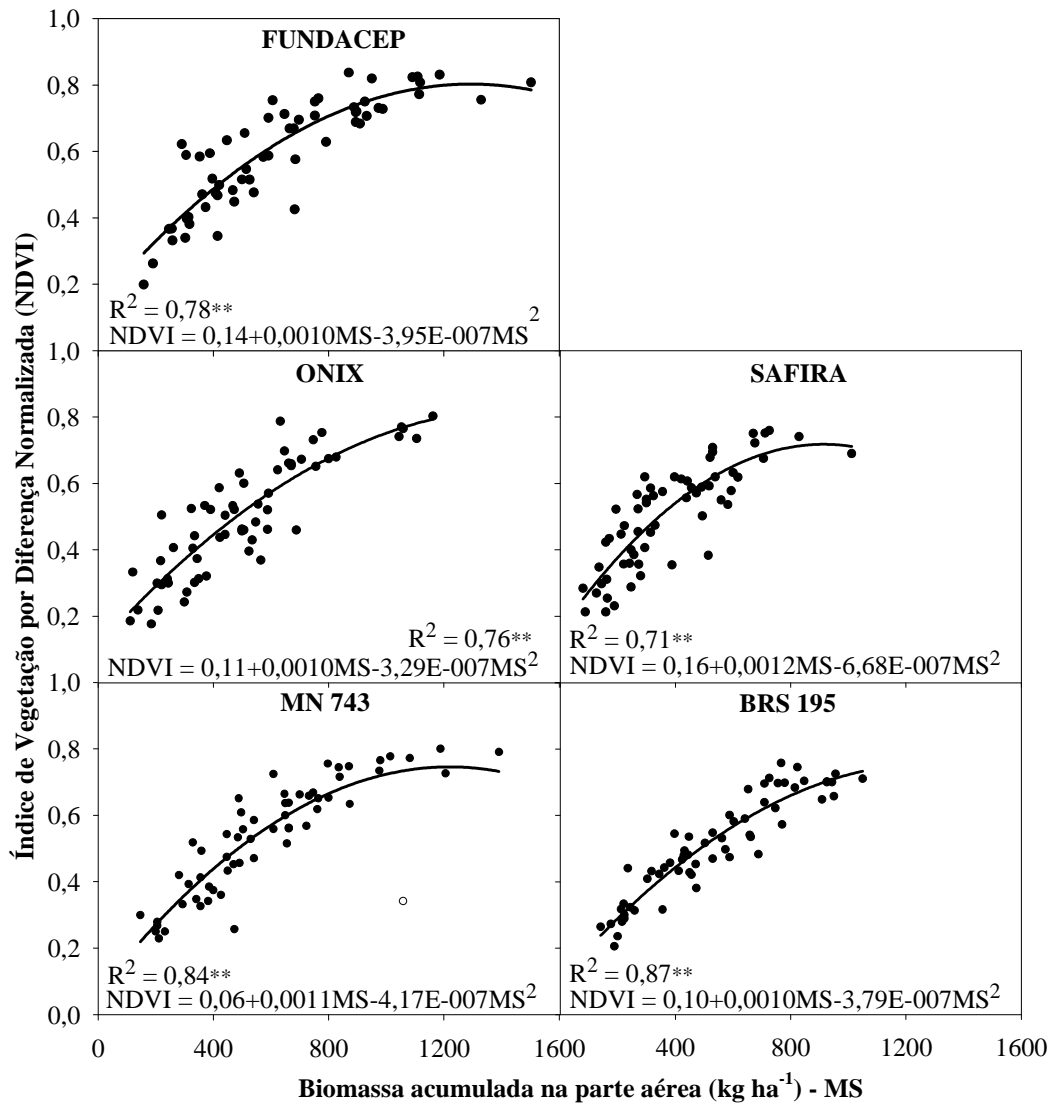 Índice de Vegetação por Diferença Normalizada (NDVI)
1,0
0,8
0,6
0,4
0,2
FUNDACEP
R² = 0,78**
NDVI = 0,14+0,0010MS-3,95E-007MS²
1,0
0,8
0,6
0,4
0,2
ONIX
R² = 0,76**
NDVI = 0,11+0,0010MS-3,29E-007MS²
SAFIRA
R² = 0,71**
NDVI = 0,16+0,0012MS-6,68E-007MS²
1,0
0,8
0,6
0,4
0,2
0,0
MN 743
R² = 0,84**
NDVI = 0,06+0,0011MS-4,17E-007MS²
BRS 195
R² = 0,87**
NDVI = 0,10+0,0010MS-3,79E-007MS²
0 400 800 1200 1600 400 800 1200 1600
Biomassa acumulada na parte aérea (kg ha⁻¹) - MS